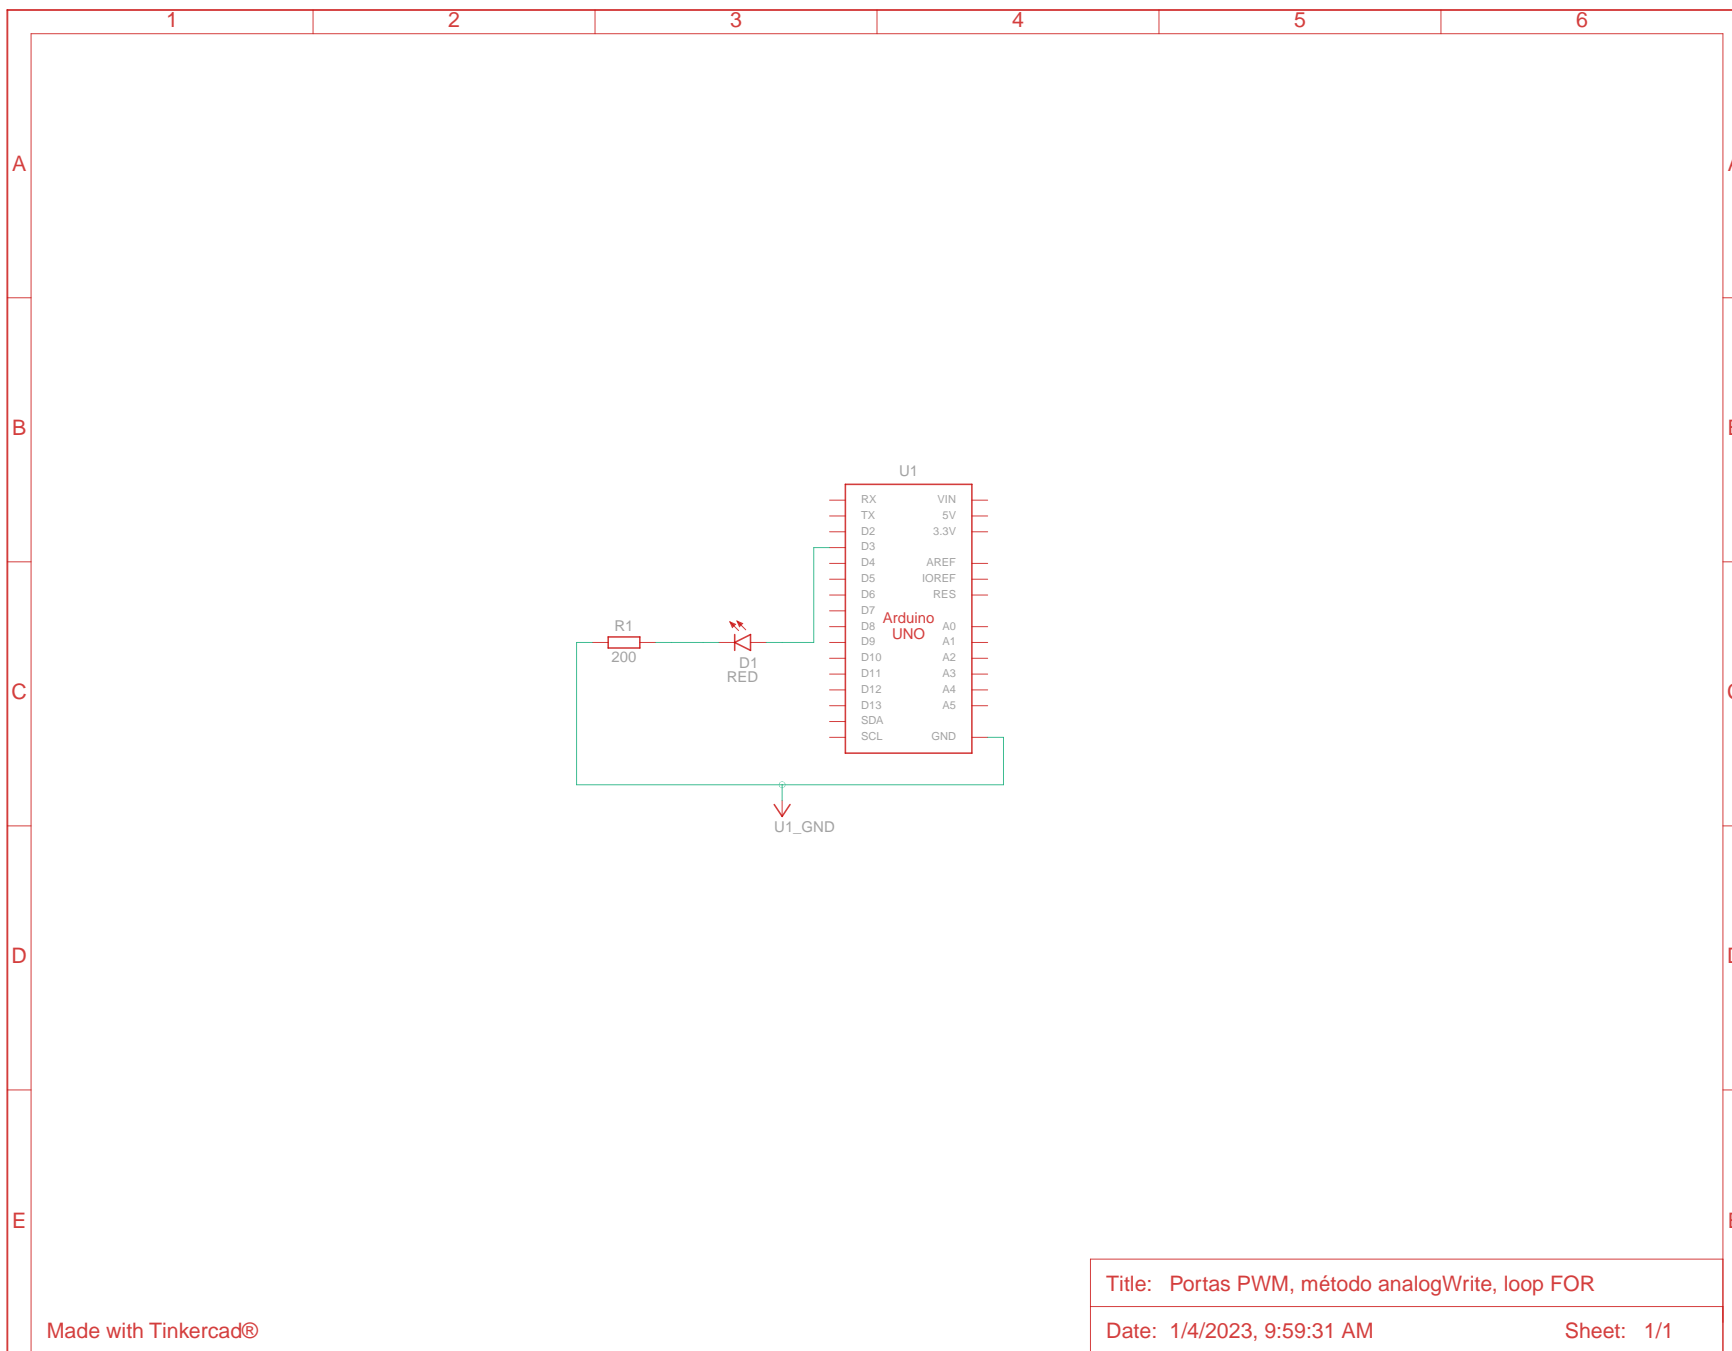 1 2 3 4 5 6
A
B
C
D
E
U1
RX VIN
TX 5V
D2 3.3V
D3
D4 AREF
D5 IOREF
D6 RES
D7
Arduino
UNO
D8 A0
D9 A1
D10 A2
D11 A3
D12 A4
D13 A5
SDA
SCL GND
R1
200
D1
RED
U1_GND
Title: Portas PWM, método analogWrite, loop FOR
Date: 1/4/2023, 9:59:31 AM Sheet: 1/1
Made with Tinkercad®